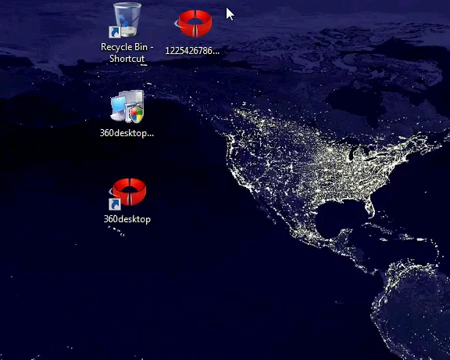 Recycle Bin -
Shortcut
1225426786...
360desktop...
360desktop